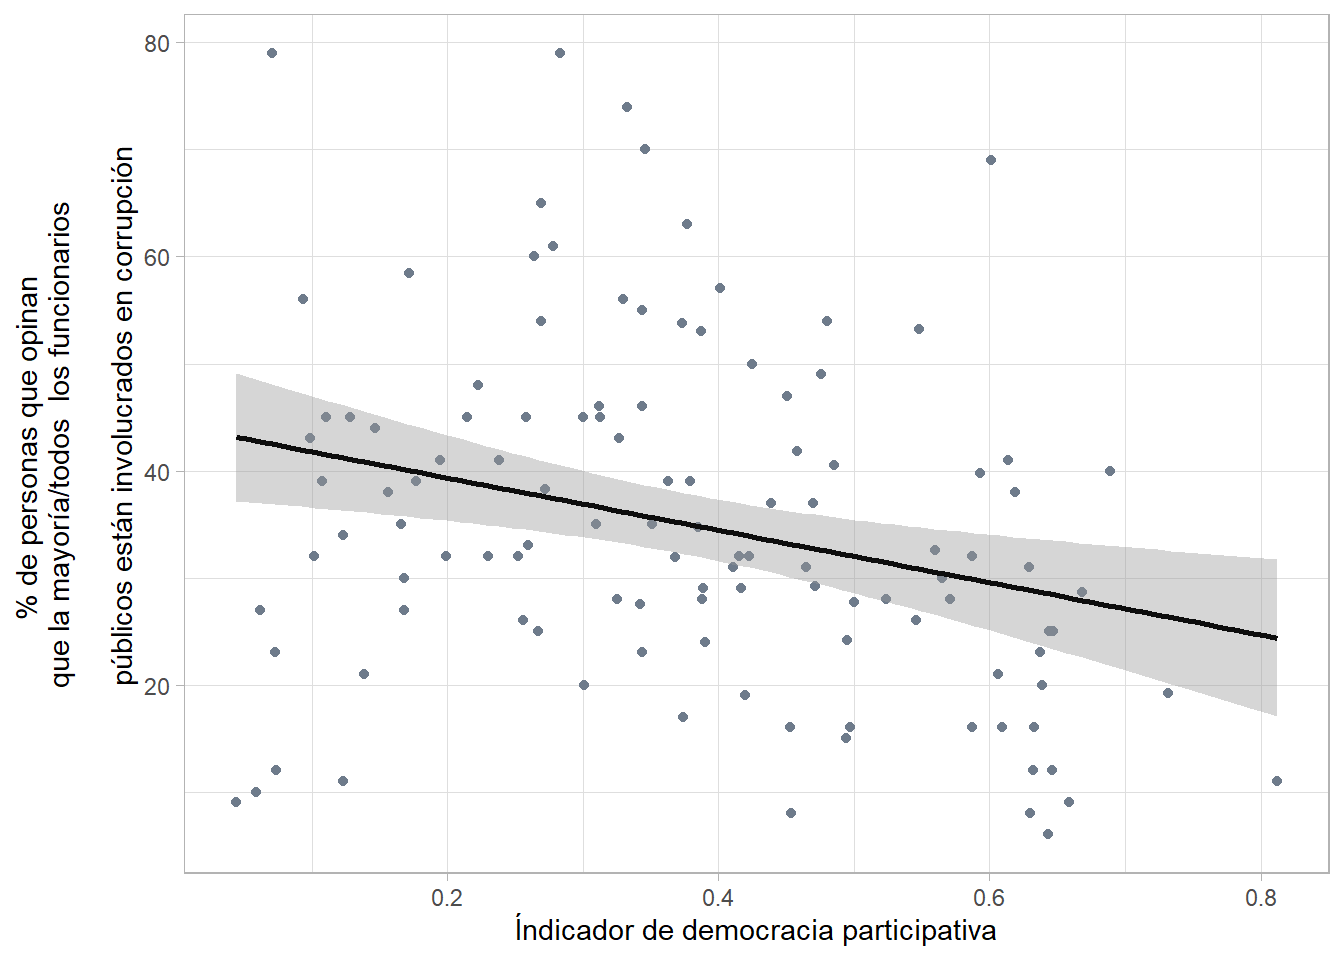 % de personas que opinan
que la mayoría/todos  los funcionarios
públicos están involucrados en corrupción
80
60
40
20
0.2
0.4
0.6
0.8
Índicador de democracia participativa